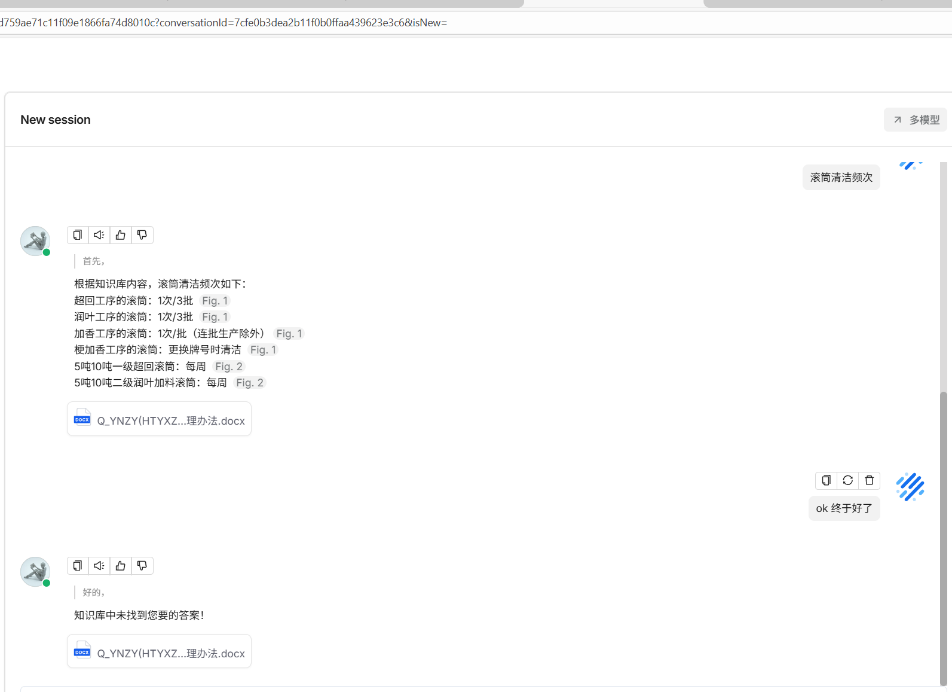 d759ae71c11f09e1866fa74d8010c?conversationId=7cfe0b3dea2b11f0b0ffaa439623e3c6&isNew=
New session
多模型
滚筒清洁频次
首先，
根据知识库内容，滚筒清洁频次如下：
超回工序的滚筒：1次/3批 Fig. 1
润叶工序的滚筒：1次/3批 Fig. 1
加香工序的滚筒：1次/批（连批生产除外） Fig. 1
梗加香工序的滚筒：更换牌号时清洁 Fig. 1
5吨10吨一级超回滚筒：每周 Fig. 2
5吨10吨二级润叶加料滚筒：每周 Fig. 2
DOCX Q_YNZY(HTYXZ...理办法.docx
ok 终于好了
好的，
知识库中未找到您要的答案！
DOCX Q_YNZY(HTYXZ...理办法.docx